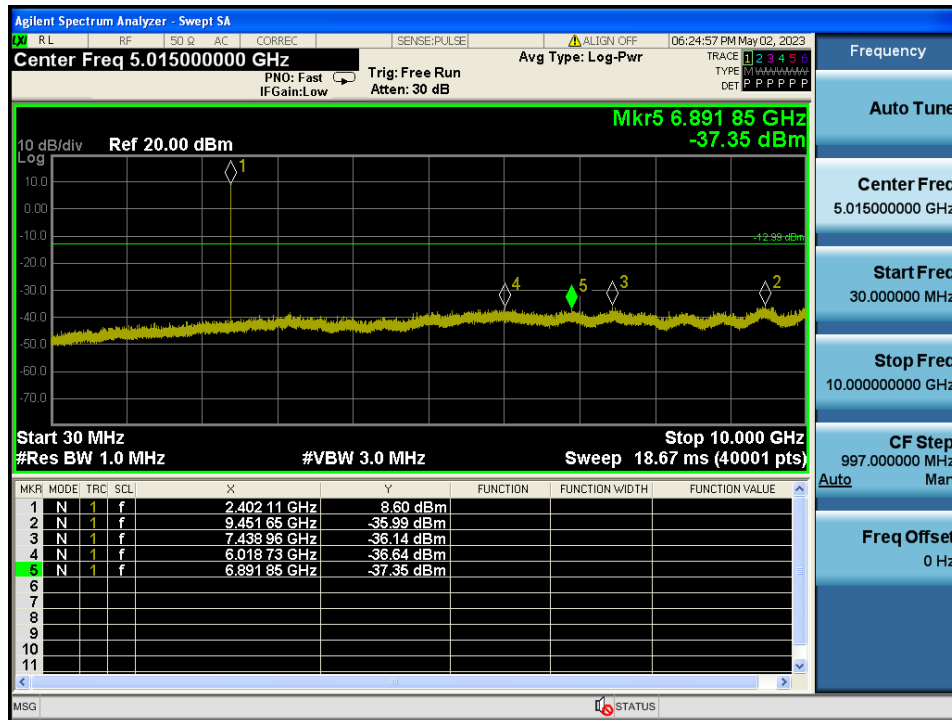 Agilent Spectrum Analyzer - Swept SA
LXI RL RF 50 Ω AC CORREC SENSE:PULSE ALIGN OFF 06:24:57 PM May 02, 2023
Center Freq 5.015000000 GHz
PNO: Fast
IFGain:Low
Trig: Free Run
Atten: 30 dB
Avg Type: Log-Pwr
TRACE 1 2 3 4 5 6
TYPE M WWWWW
DET P P P P P P
Mkr5 6.891 85 GHz
-37.35 dBm
10 dB/div Ref 20.00 dBm
Log
10.0
0.00
-10.0
-20.0
-30.0
-40.0
-50.0
-60.0
-70.0
1
-12.99 dBm
4
5
3
2
Start 30 MHz Stop 10.000 GHz
#Res BW 1.0 MHz #VBW 3.0 MHz Sweep 18.67 ms (40001 pts)
MKR MODE TRC SCL X Y FUNCTION FUNCTION WIDTH FUNCTION VALUE
1 N 1 f 2.402 11 GHz 8.60 dBm
2 N 1 f 9.451 65 GHz -35.99 dBm
3 N 1 f 7.438 96 GHz -36.14 dBm
4 N 1 f 6.018 73 GHz -36.64 dBm
5 N 1 f 6.891 85 GHz -37.35 dBm
6
7
8
9
10
11
MSG STATUS
Frequency
Auto Tune
Center Freq
5.015000000 GHz
Start Freq
30.000000 MHz
Stop Freq
10.000000000 GHz
CF Step
997.000000 MHz
Auto Man
Freq Offset
0 Hz